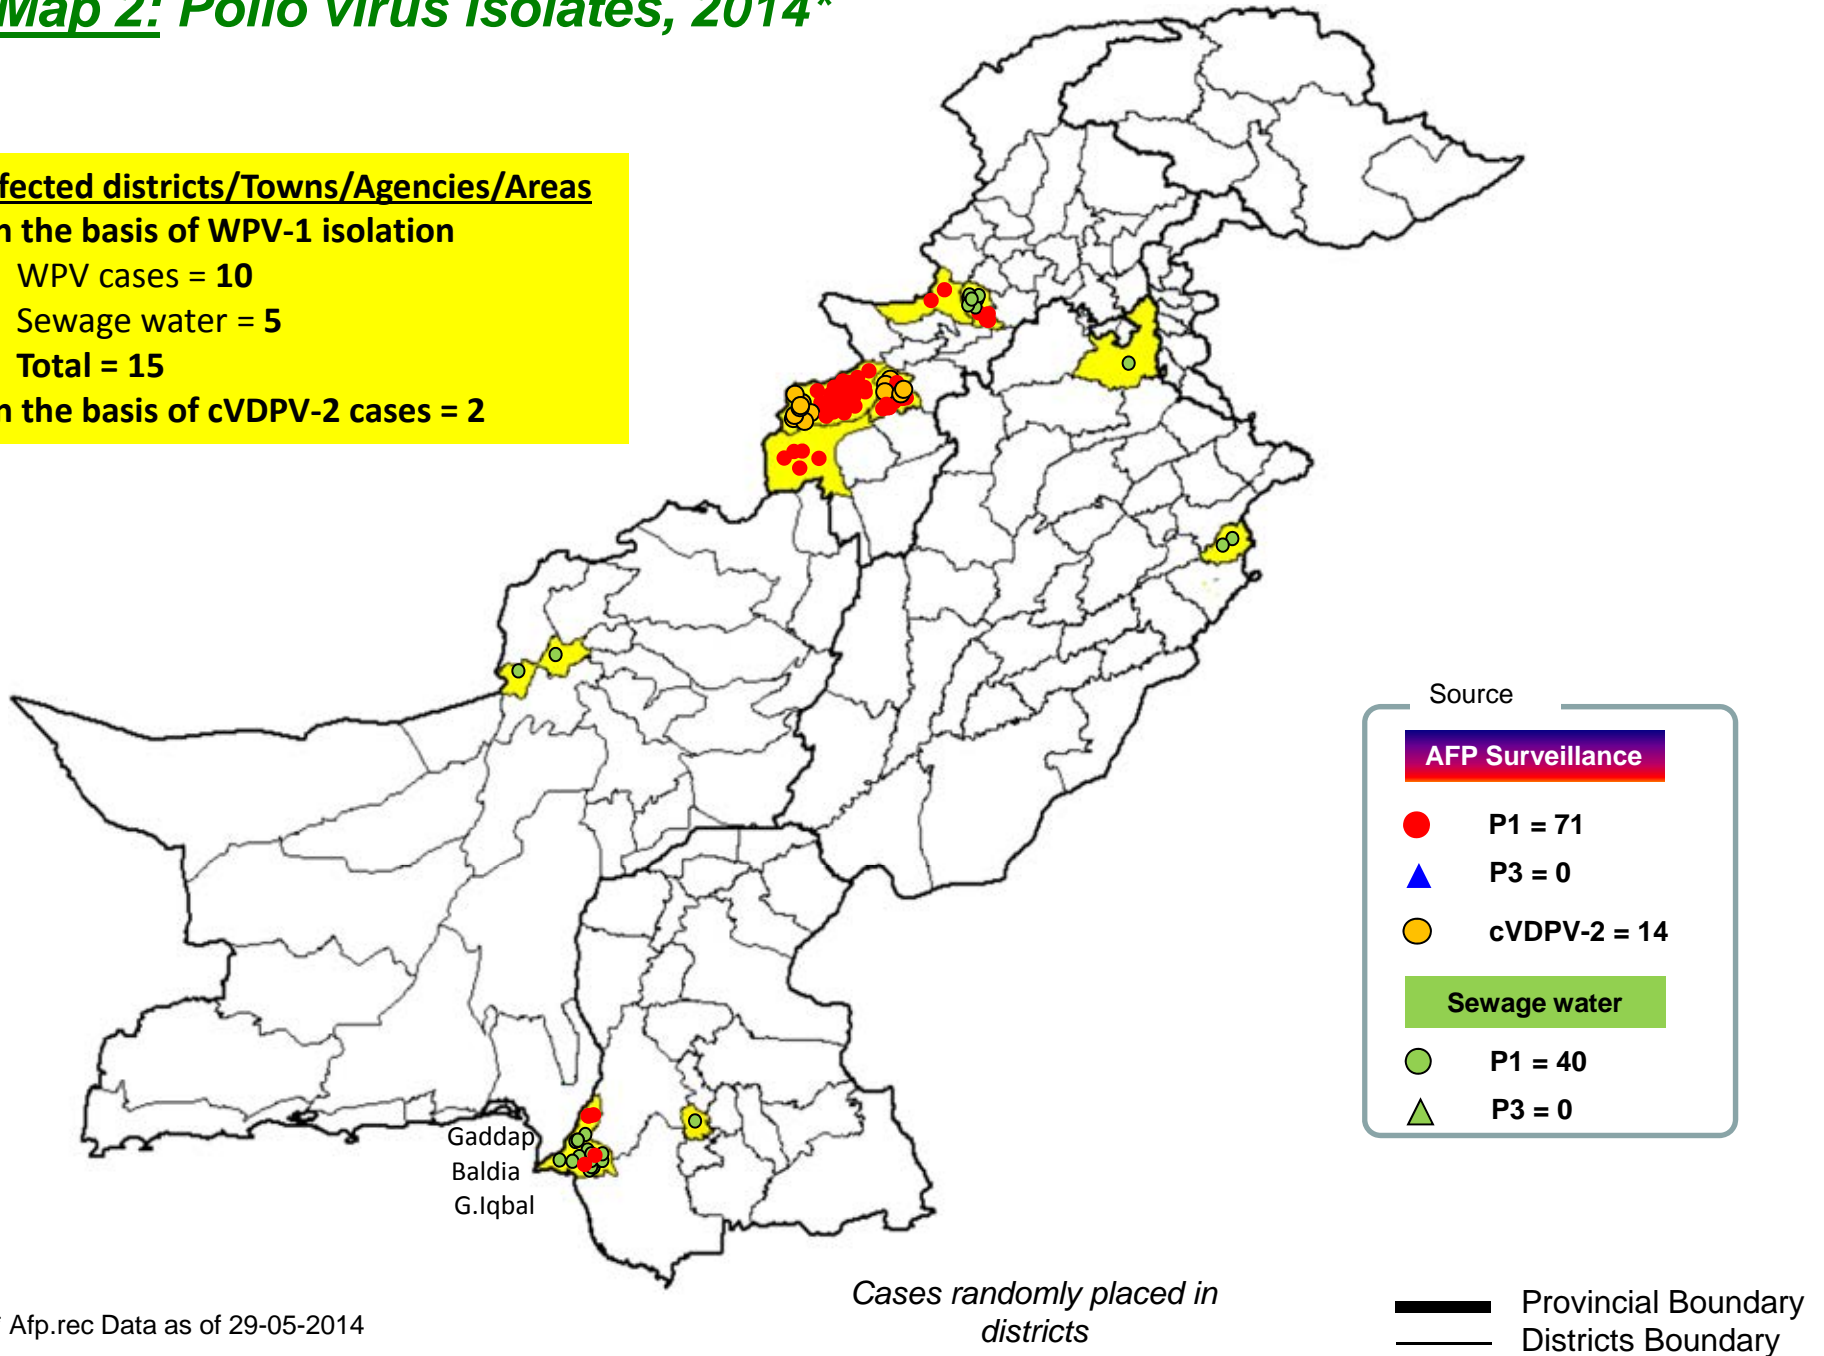 Map 2: Polio virus isolates, 2014*
fected districts/Towns/Agencies/Areas
n the basis of WPV-1 isolation
WPV cases = 10
Sewage water = 5
Total = 15
n the basis of cVDPV-2 cases = 2
Source
AFP Surveillance
P1 = 71
P3 = 0
cVDPV-2 = 14
Sewage water
P1 = 40
P3 = 0
Gaddap
Baldia
G.Iqbal
* Afp.rec Data as of 29-05-2014
Cases randomly placed in
districts
Provincial Boundary
Districts Boundary